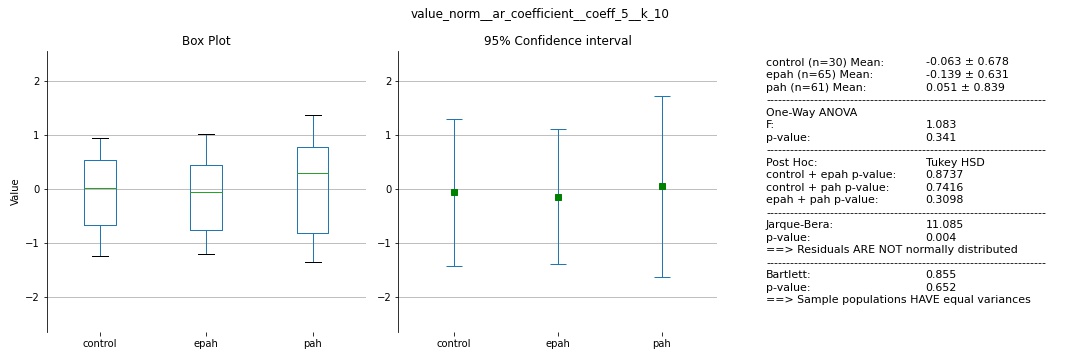 value_norm__ar_coefficient__coeff_5__k_10
Box Plot
95% Confidence interval
Value
2
1
0
−1
−2
control
epah
pah
2
1
0
−1
−2
control
epah
pah
control (n=30) Mean: -0.063 ± 0.678
epah (n=65) Mean: -0.139 ± 0.631
pah (n=61) Mean: 0.051 ± 0.839
One-Way ANOVA
F: 1.083
p-value: 0.341
Post Hoc: Tukey HSD
control + epah p-value: 0.8737
control + pah p-value: 0.7416
epah + pah p-value: 0.3098
Jarque-Bera: 11.085
p-value: 0.004
==> Residuals ARE NOT normally distributed
Bartlett: 0.855
p-value: 0.652
==> Sample populations HAVE equal variances